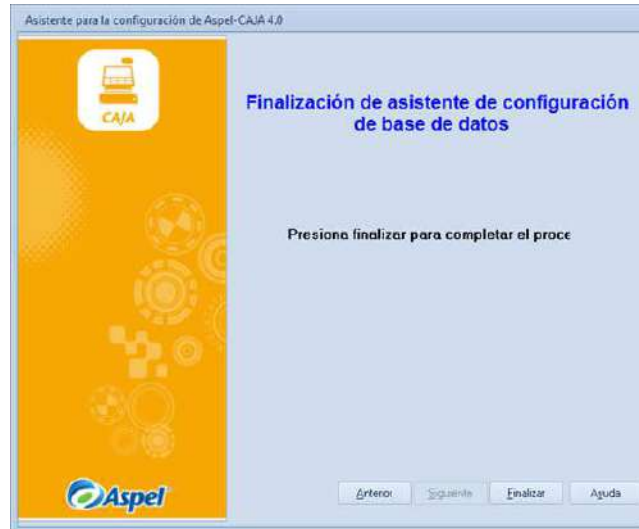 Asistente para la configuración de Aspel-CAJA 4.0
CAJA
Finalización de asistente de configuración
de base de datos
Presiona finalizar para completar el proce
Aspel
Anterior
Siguiente
Finalizar
Ayuda